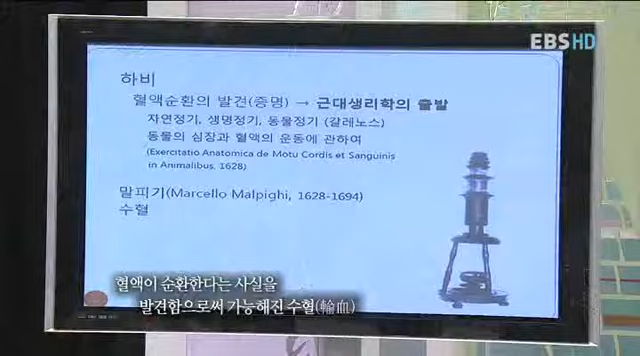 EBS HD
하비
혈액순환의 발견(증명) → 근대생리학의 출발
자연정기, 생명정기, 동물정기 (갈레노스)
동물의 심장과 혈액의 운동에 관하여
(Exercitatio Anatomica de Motu Cordis et Sanguinis
in Animalibus, 1628)
말피기(Marcello Malpighi, 1628-1694)
수혈
혈액이 순환한다는 사실을
발견함으로써 가능해진 수혈(輸血)